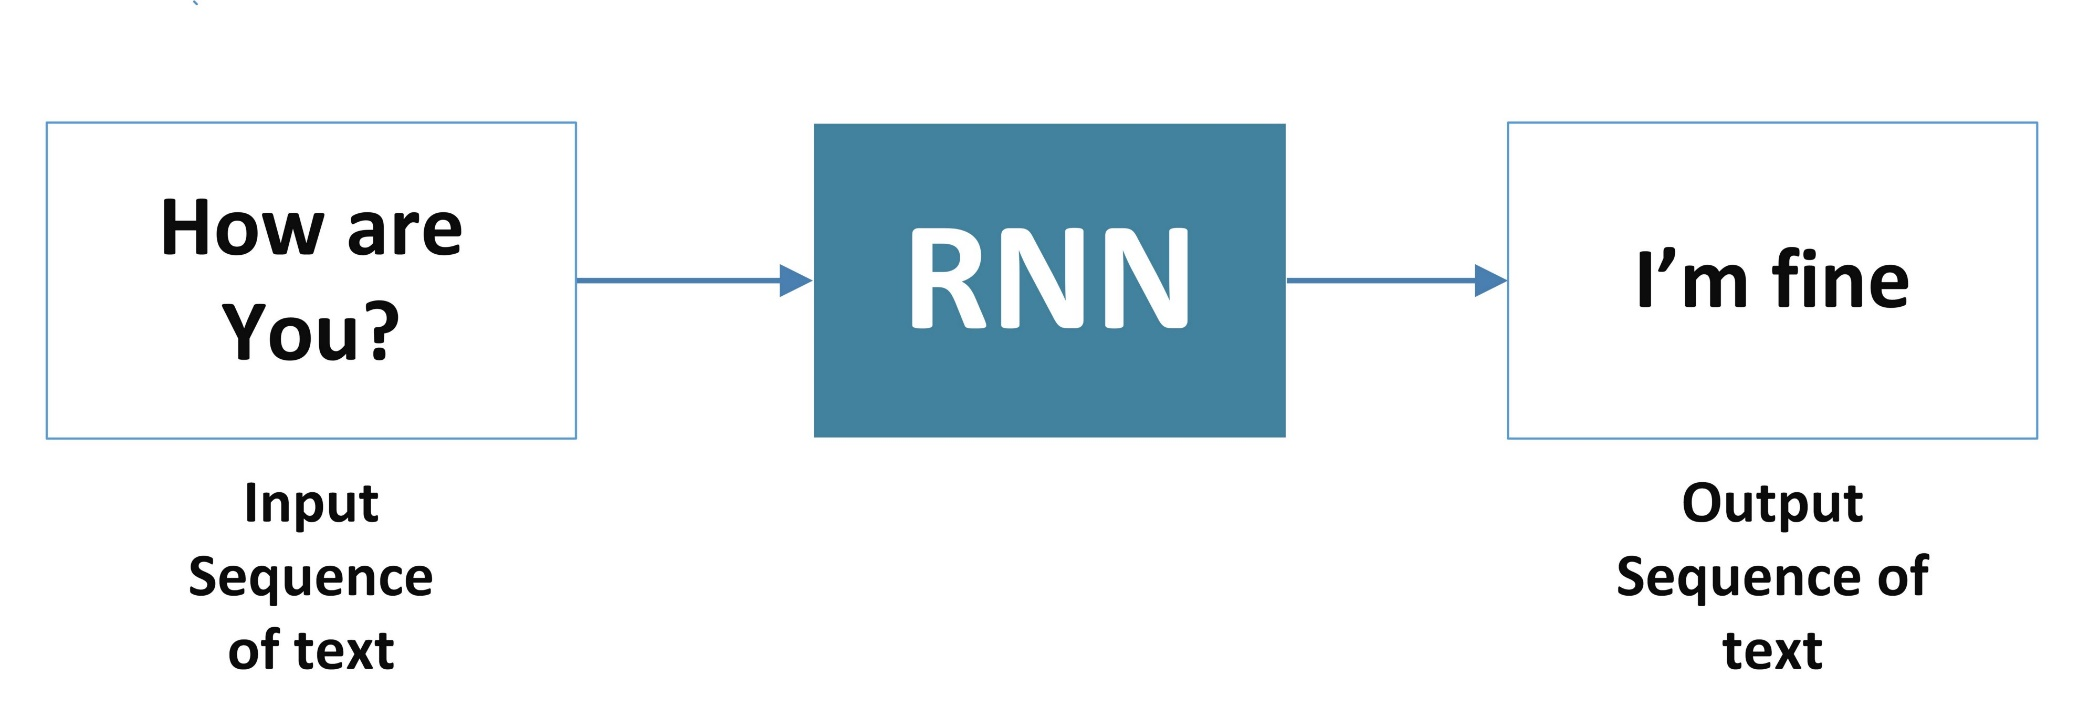 How are
You?
RNN
I’m fine
Input
Sequence
of text
Output
Sequence of
text